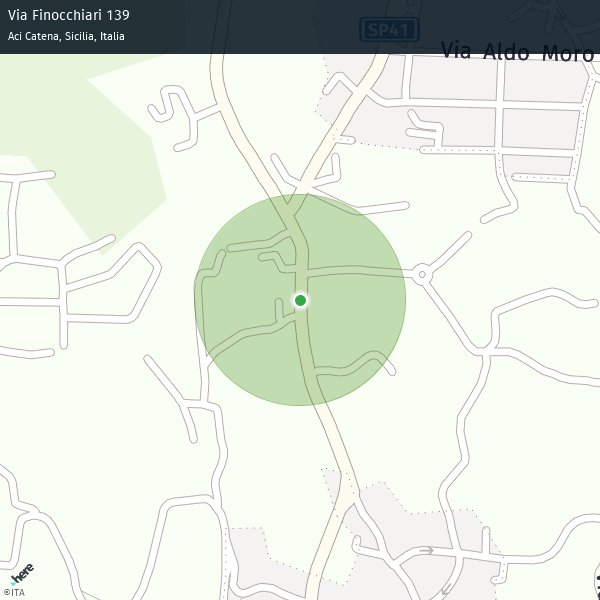 Via Finocchiari 139
Aci Catena, Sicilia, Italia
SP41
Via Aldo Moro
here
©ITA